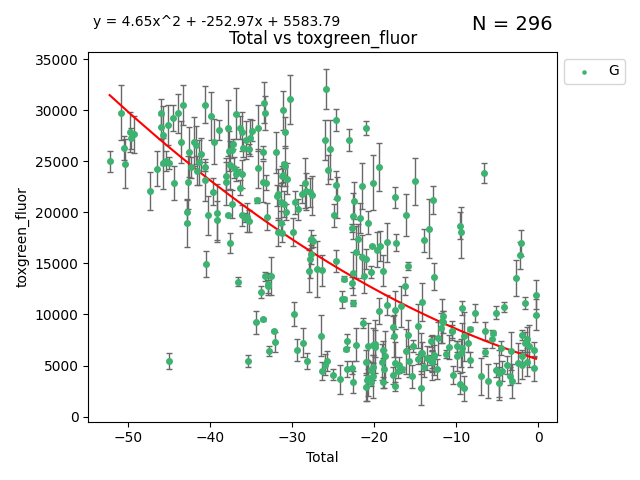 y = 4.65x^2 + -252.97x + 5583.79
N = 296
Total vs toxgreen_fluor
G
toxgreen_fluor
35000
30000
25000
20000
15000
10000
5000
0
−50
−40
−30
−20
−10
0
Total